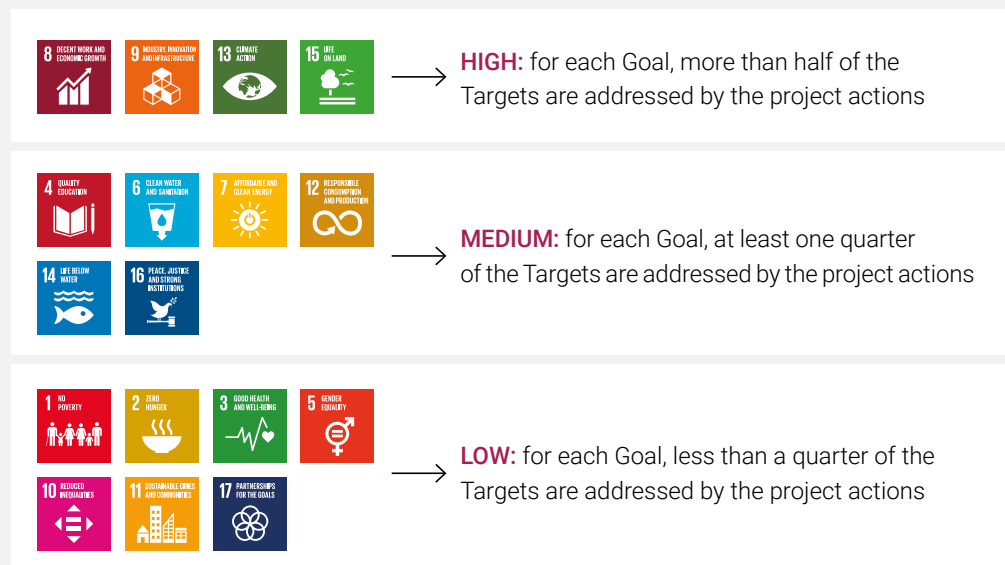 8 DECENT WORK AND
ECONOMIC GROWTH
9 INDUSTRY, INNOVATION
AND INFRASTRUCTURE
13 CLIMATE
ACTION
15 LIFE
ON LAND
HIGH: for each Goal, more than half of the
Targets are addressed by the project actions
4 QUALITY
EDUCATION
6 CLEAN WATER
AND SANITATION
7 AFFORDABLE AND
CLEAN ENERGY
12 RESPONSIBLE
CONSUMPTION
AND PRODUCTION
14 LIFE BELOW
WATER
16 PEACE, JUSTICE
AND STRONG
INSTITUTIONS
MEDIUM: for each Goal, at least one quarter
of the Targets are addressed by the project actions
1 NO
POVERTY
2 ZERO
HUNGER
3 GOOD HEALTH
AND WELL-BEING
5 GENDER
EQUALITY
10 REDUCED
INEQUALITIES
11 SUSTAINABLE CITIES
AND COMMUNITIES
17 PARTNERSHIPS
FOR THE GOALS
LOW: for each Goal, less than a quarter of the
Targets are addressed by the project actions